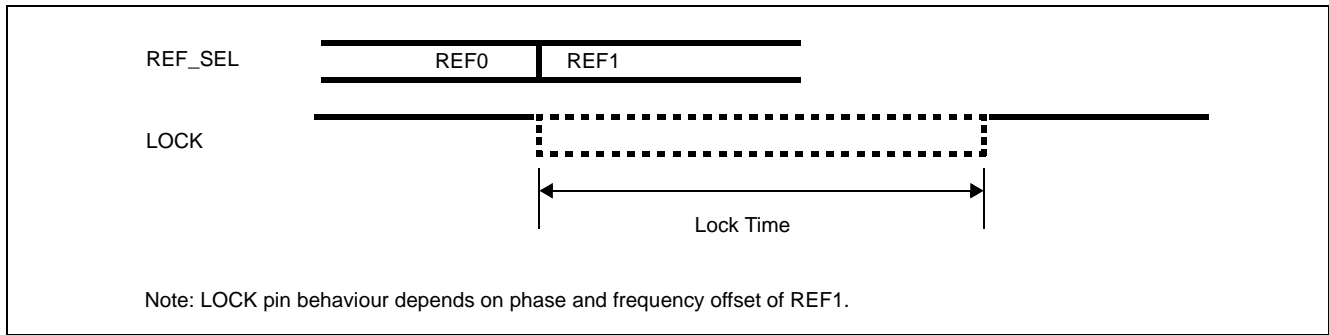 REF_SEL
REF0
REF1
LOCK
Lock Time
Note: LOCK pin behaviour depends on phase and frequency offset of REF1.